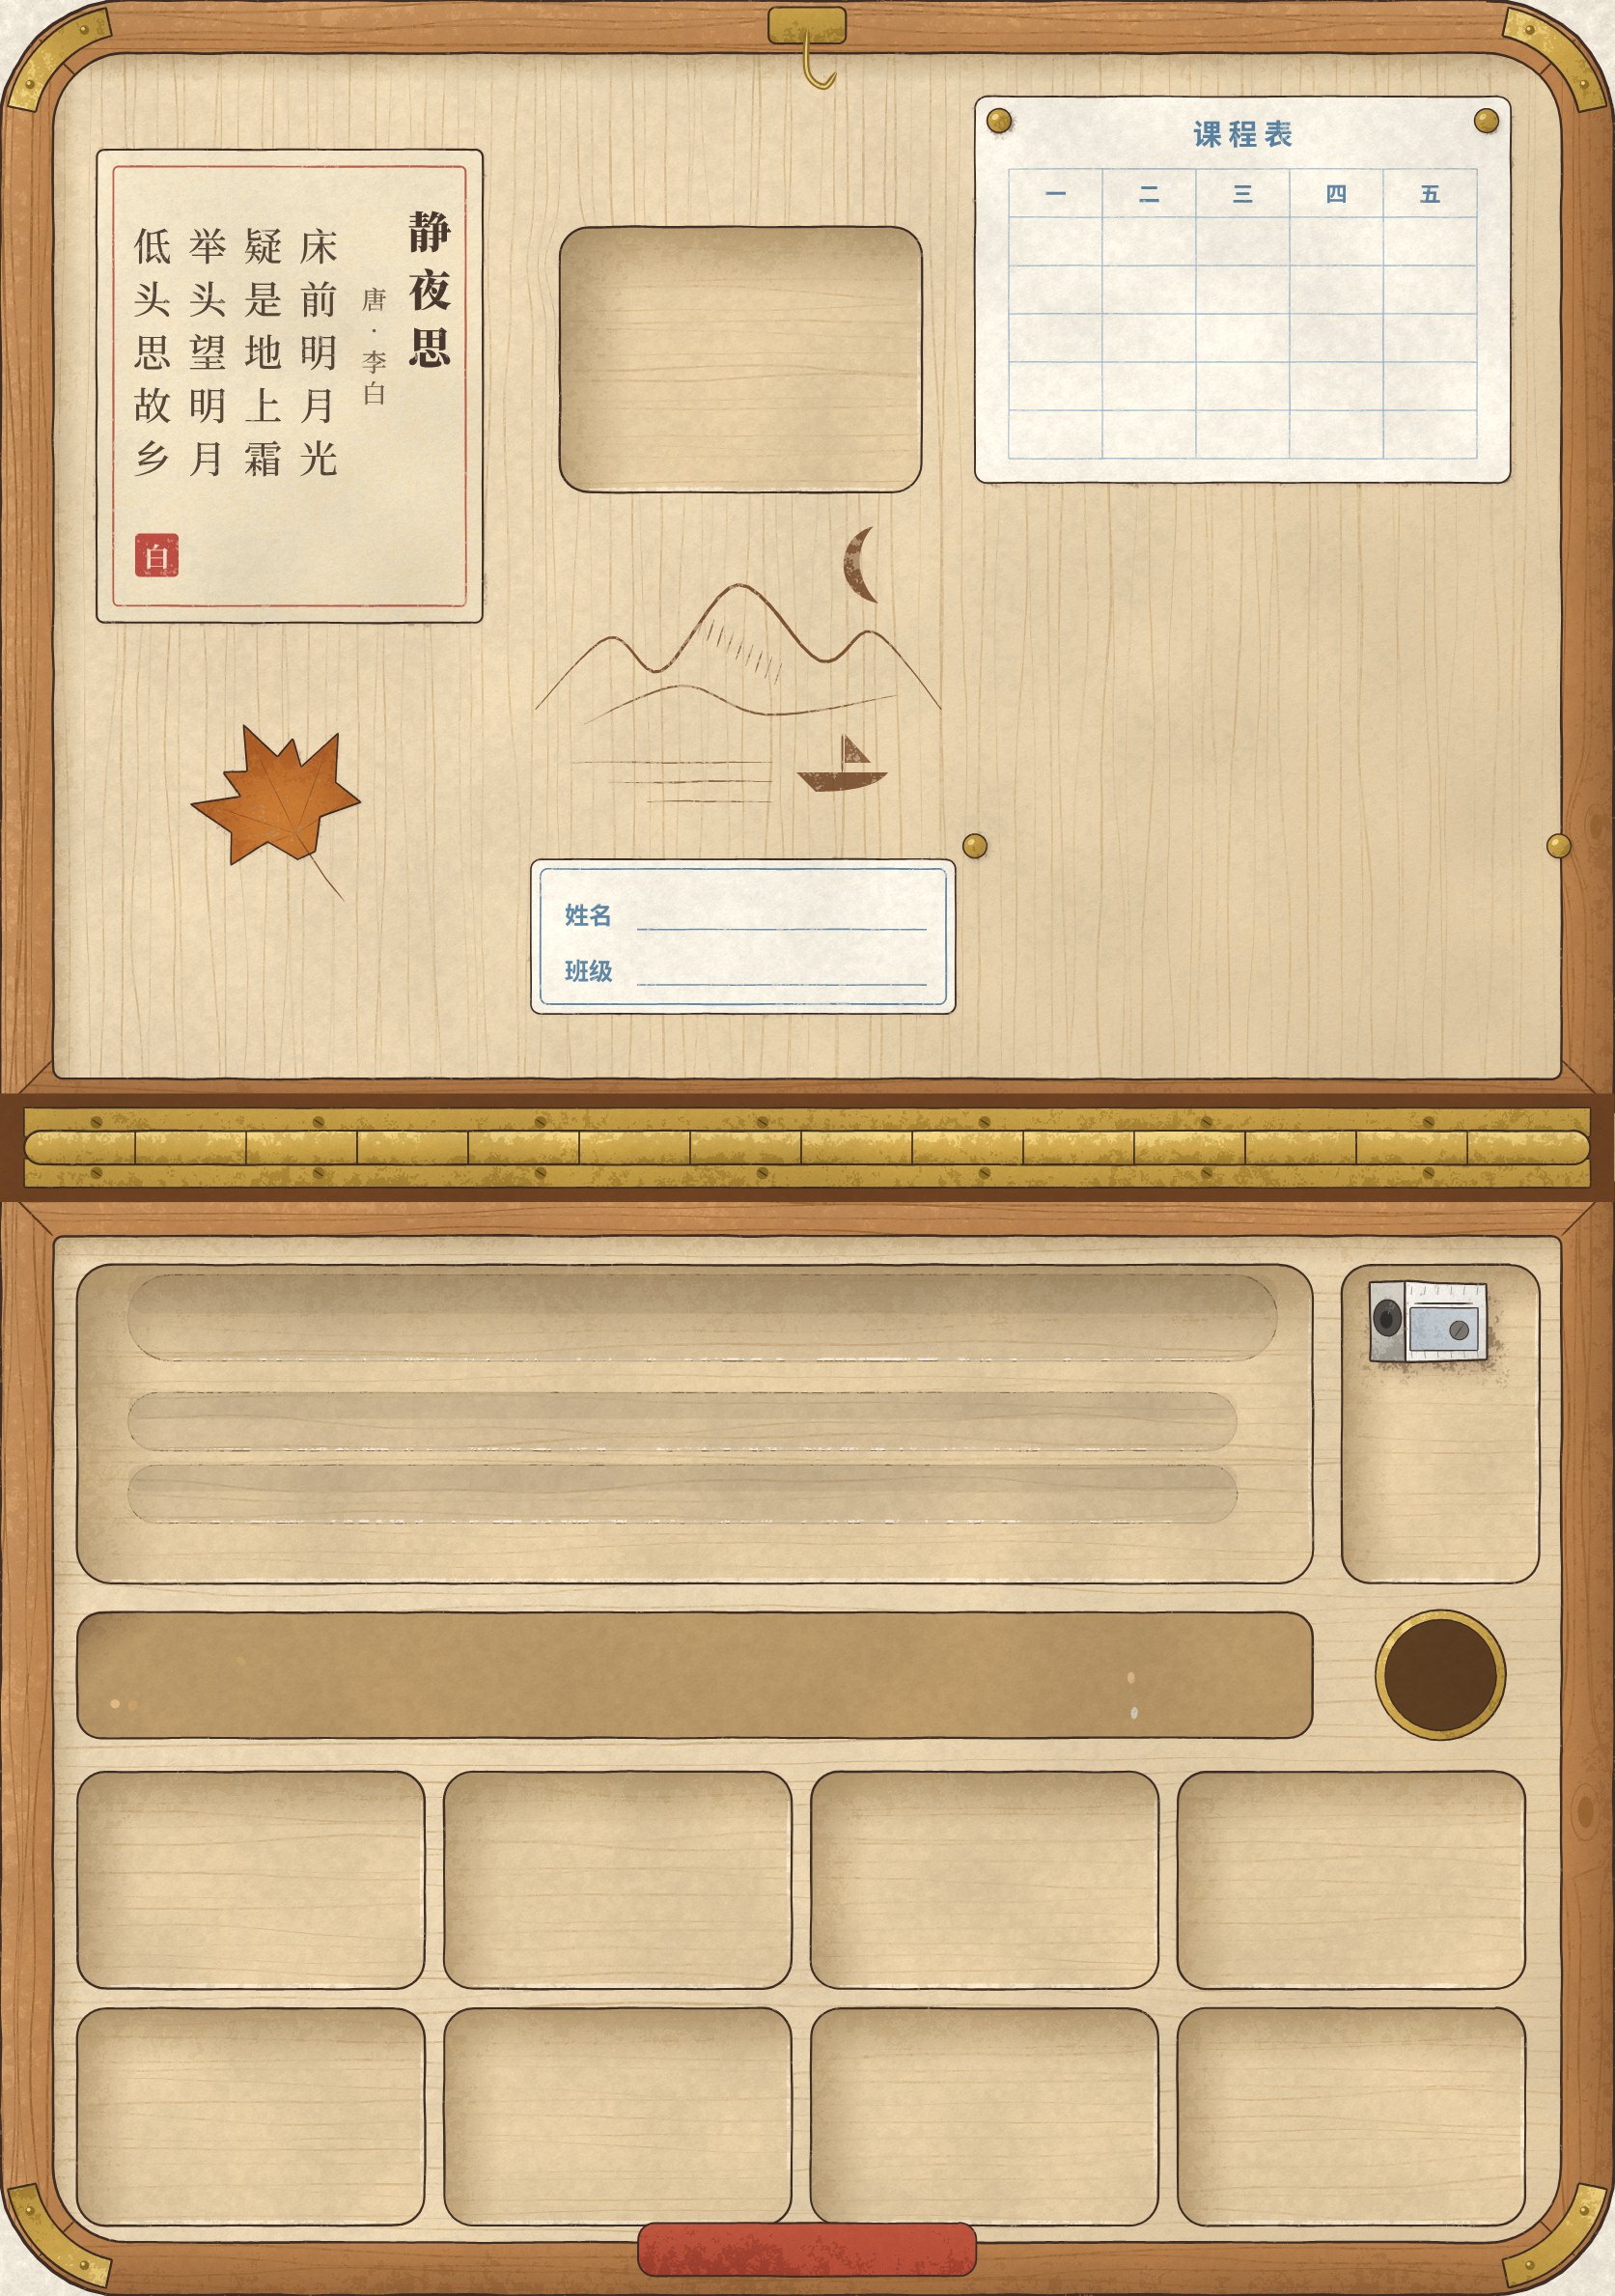 静夜思
唐·李白
床前明月光
疑是地上霜
举头望明月
低头思故乡
白
课程表
一 二 三 四 五
姓名
班级